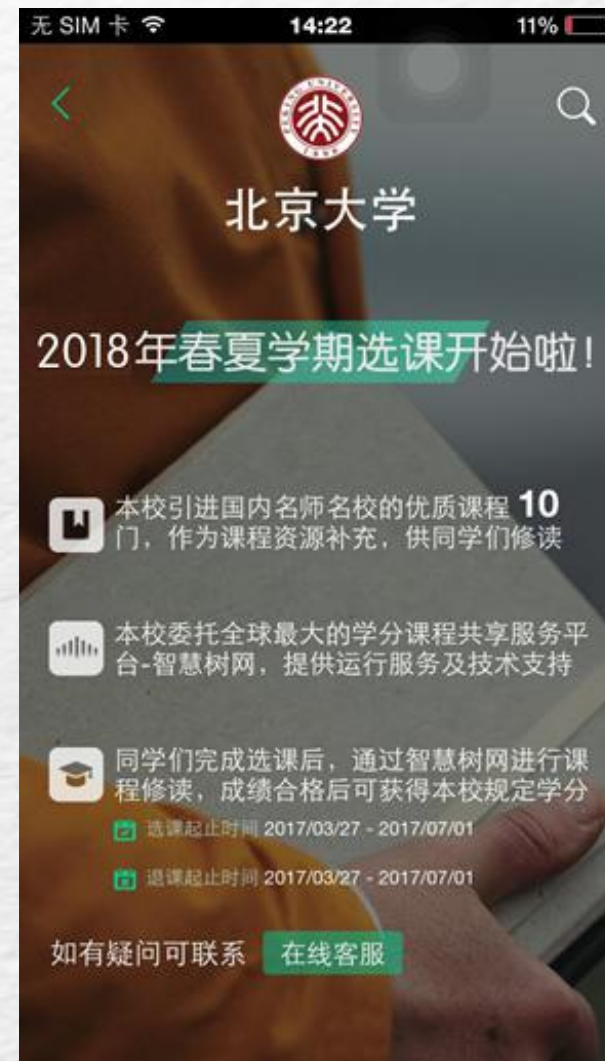 无 SIM 卡
14:22
11%
PEKING UNIVERSITY
1898
北京大学
2018年春夏学期选课开始啦！
本校引进国内名师名校的优质课程 10
门，作为课程资源补充，供同学们修读
本校委托全球最大的学分课程共享服务平
台-智慧树网，提供运行服务及技术支持
同学们完成选课后，通过智慧树网进行课
程修读，成绩合格后可获得本校规定学分
选课起止时间 2017/03/27 - 2017/07/01
退课起止时间 2017/03/27 - 2017/07/01
如有疑问可联系 在线客服